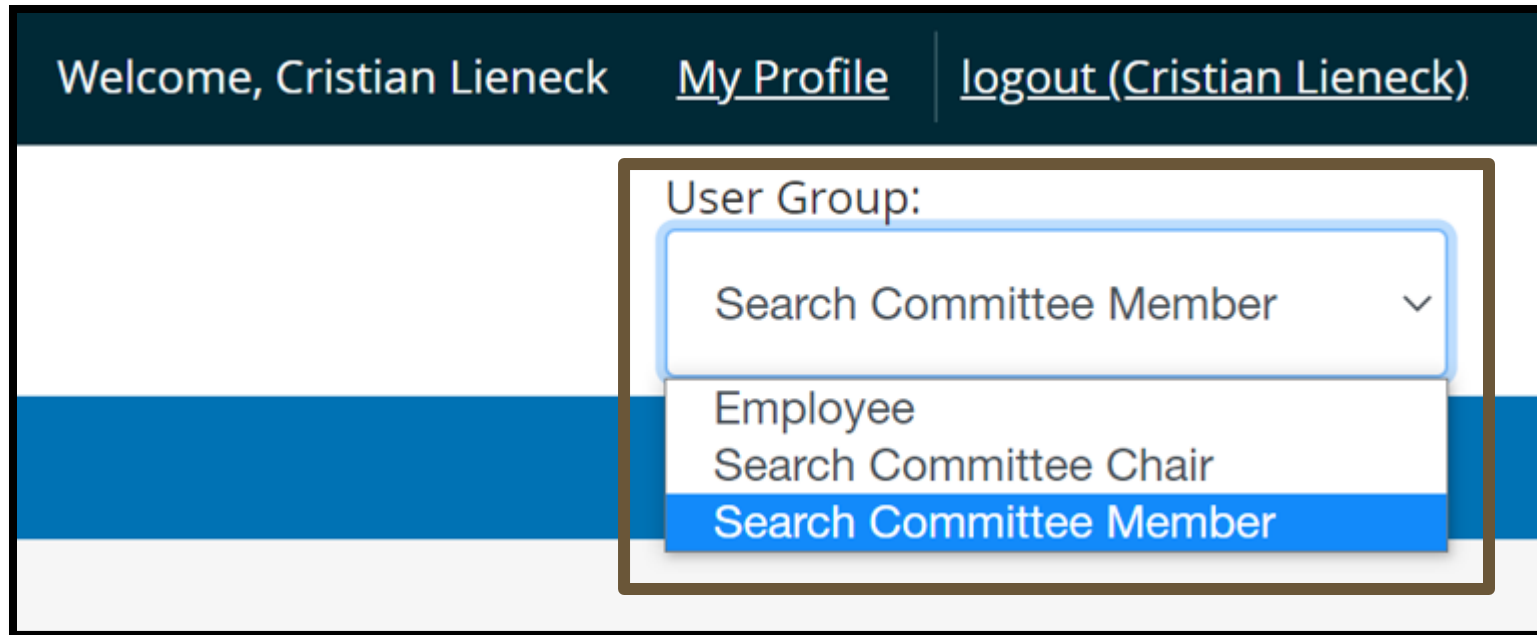 Welcome, Cristian Lieneck My Profile logout (Cristian Lieneck)
User Group:
Search Committee Member
Employee
Search Committee Chair
Search Committee Member